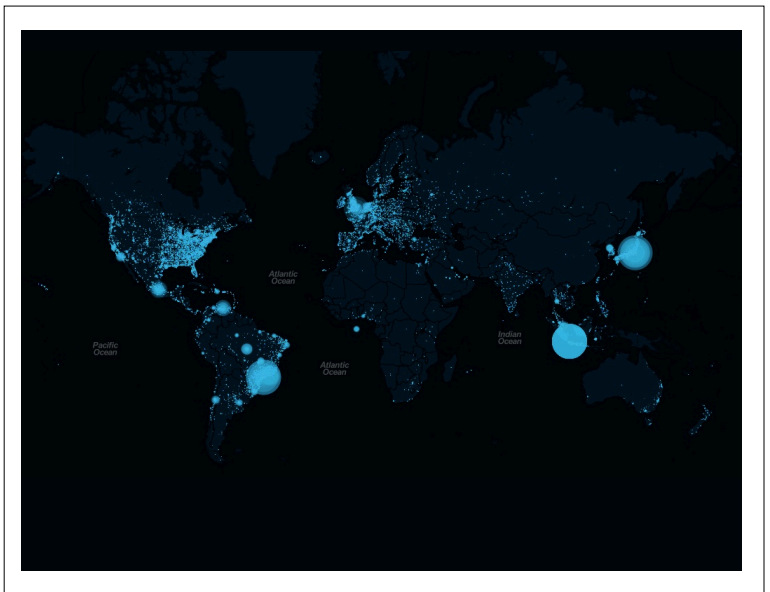 Atlantic
Ocean
Pacific
Ocean
Indian
Ocean
Atlantic
Ocean